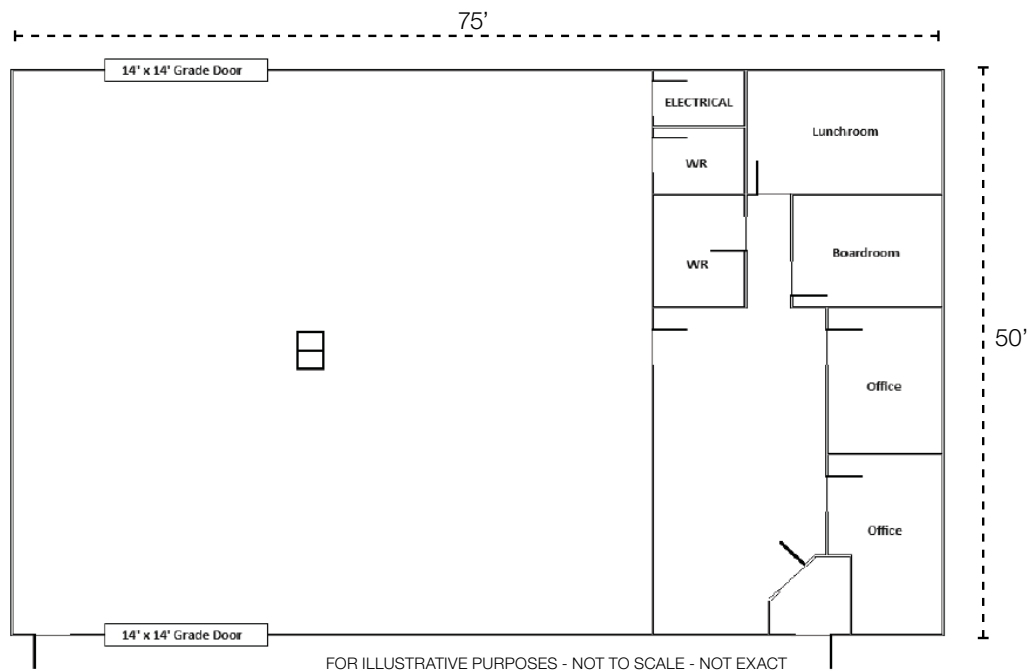 75'
14' x 14' Grade Door
ELECTRICAL
Lunchroom
WR
WR
Boardroom
50'
Office
Office
14' x 14' Grade Door
FOR ILLUSTRATIVE PURPOSES - NOT TO SCALE - NOT EXACT